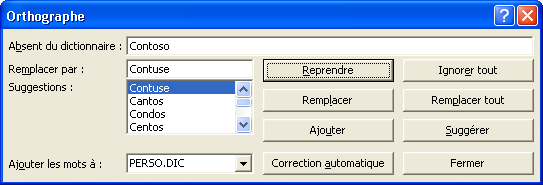 Orthographe
Absent du dictionnaire : Contoso
Remplacer par : Contuse
Reprendre
Ignorer tout
Suggestions : Contuse
Cantos
Condos
Centos
Remplacer
Remplacer tout
Ajouter
Suggérer
Ajouter les mots à : PERSO.DIC
Correction automatique
Fermer